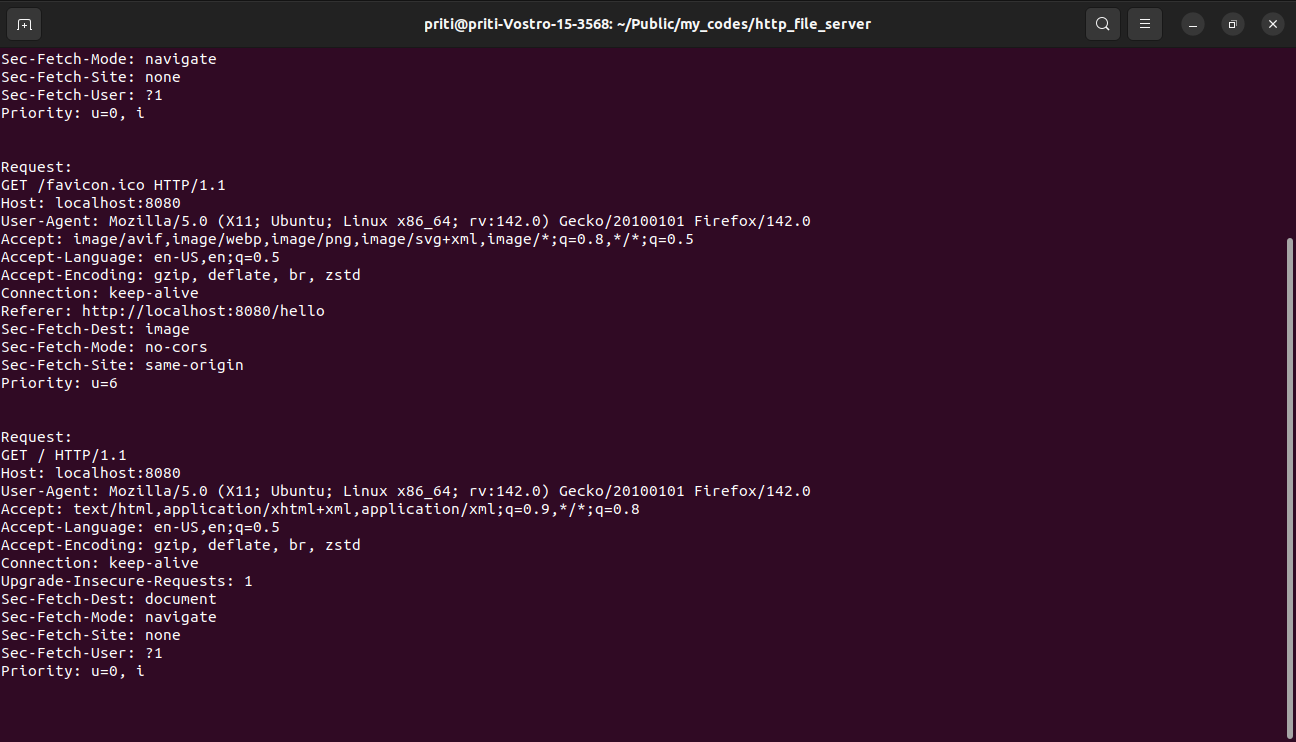 priti@priti-Vostro-15-3568: ~/Public/my_codes/http_file_server
Sec-Fetch-Mode: navigate
Sec-Fetch-Site: none
Sec-Fetch-User: ?1
Priority: u=0, i
Request:
GET /favicon.ico HTTP/1.1
Host: localhost:8080
User-Agent: Mozilla/5.0 (X11; Ubuntu; Linux x86_64; rv:142.0) Gecko/20100101 Firefox/142.0
Accept: image/avif,image/webp,image/png,image/svg+xml,image/*;q=0.8,*/*;q=0.5
Accept-Language: en-US,en;q=0.5
Accept-Encoding: gzip, deflate, br, zstd
Connection: keep-alive
Referer: http://localhost:8080/hello
Sec-Fetch-Dest: image
Sec-Fetch-Mode: no-cors
Sec-Fetch-Site: same-origin
Priority: u=6
Request:
GET / HTTP/1.1
Host: localhost:8080
User-Agent: Mozilla/5.0 (X11; Ubuntu; Linux x86_64; rv:142.0) Gecko/20100101 Firefox/142.0
Accept: text/html,application/xhtml+xml,application/xml;q=0.9,*/*;q=0.8
Accept-Language: en-US,en;q=0.5
Accept-Encoding: gzip, deflate, br, zstd
Connection: keep-alive
Upgrade-Insecure-Requests: 1
Sec-Fetch-Dest: document
Sec-Fetch-Mode: navigate
Sec-Fetch-Site: none
Sec-Fetch-User: ?1
Priority: u=0, i